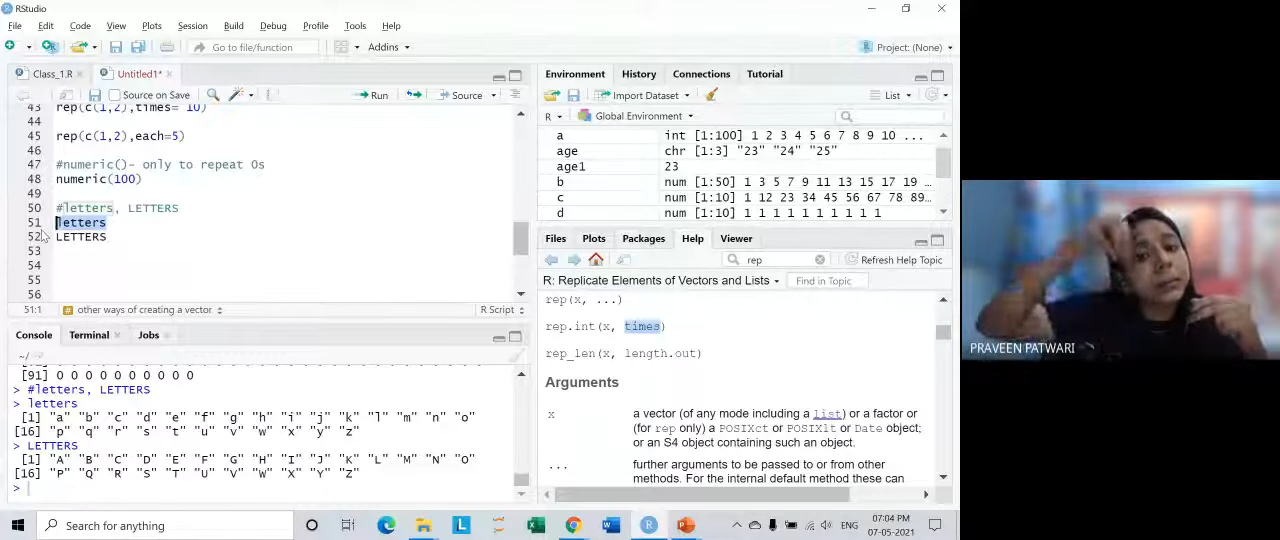 RStudio
File Edit Code View Plots Session Build Debug Profile Tools Help
Go to file/function
Addins
Project: (None)
Class_1.R
Untitled1*
Source on Save
Run
Source
43 rep(c(1,2),times= 10)
44
45 rep(c(1,2),each=5)
46
47 #numeric()- only to repeat 0s
48 numeric(100)
49
50 #letters, LETTERS
51 letters
52 LETTERS
53
54
55
56
51:1
other ways of creating a vector
R Script
Console Terminal Jobs
~/
[91] 0 0 0 0 0 0 0 0 0 0
> #letters, LETTERS
> letters
[1] "a" "b" "c" "d" "e" "f" "g" "h" "i" "j" "k" "l" "m" "n" "o"
[16] "p" "q" "r" "s" "t" "u" "v" "w" "x" "y" "z"
> LETTERS
[1] "A" "B" "C" "D" "E" "F" "G" "H" "I" "J" "K" "L" "M" "N" "O"
[16] "P" "Q" "R" "S" "T" "U" "V" "W" "X" "Y" "Z"
>
Environment History Connections Tutorial
Import Dataset
List
R
Global Environment
a int [1:100] 1 2 3 4 5 6 7 8 9 10 ...
age chr [1:3] "23" "24" "25"
age1 23
b num [1:50] 1 3 5 7 9 11 13 15 17 19 …
c num [1:10] 1 12 23 34 45 56 67 78 89…
d num [1:10] 1 1 1 1 1 1 1 1 1 1
Files Plots Packages Help Viewer
rep
Refresh Help Topic
R: Replicate Elements of Vectors and Lists
Find in Topic
rep(x, ...)
rep.int(x, times)
rep_len(x, length.out)
Arguments
x a vector (of any mode including a list) or a factor or
(for rep only) a POSIXct or POSIXlt or Date object;
or an S4 object containing such an object.
... further arguments to be passed to or from other
methods. For the internal default method these can
PRAVEEN PATWARI
Search for anything
ENG
07:04 PM
07-05-2021